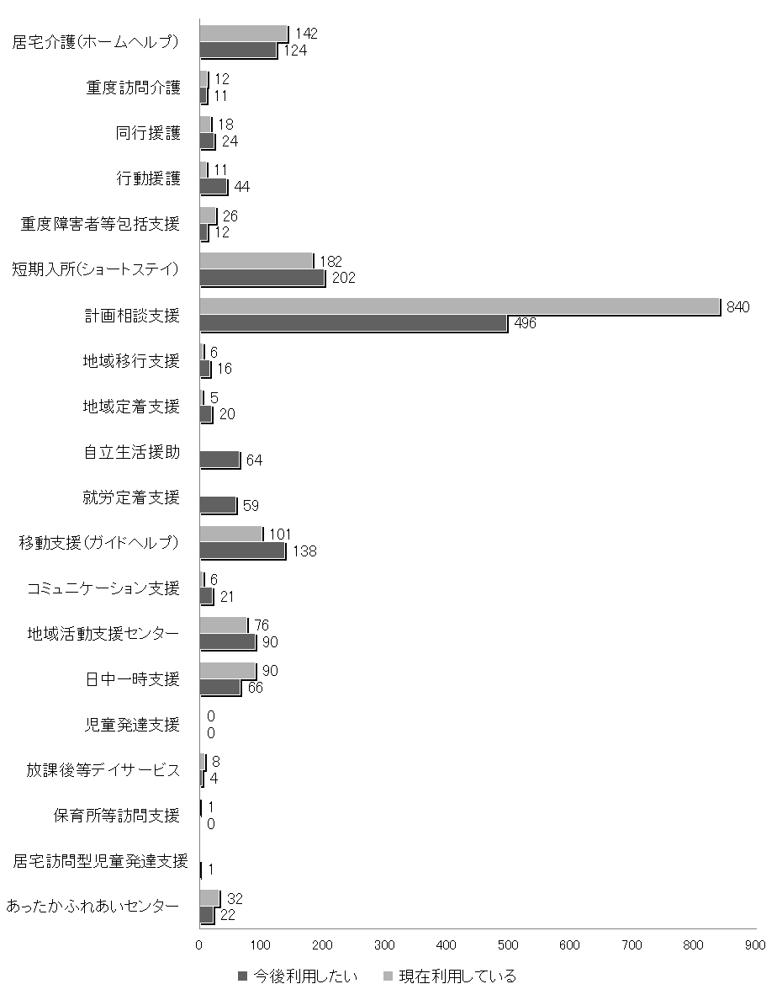 居宅介護(ホームヘルプ) 142
124
重度訪問介護 12
11
同行援護 18
24
行動援護 11
44
重度障害者等包括支援 26
12
短期入所(ショートステイ) 182
202
計画相談支援 840
496
地域移行支援 6
16
地域定着支援 5
20
自立生活援助 64
就労定着支援 59
移動支援(ガイドヘルプ) 101
138
コミュニケーション支援 6
21
地域活動支援センター 76
90
日中一時支援 90
66
児童発達支援 0
0
放課後等デイサービス 8
4
保育所等訪問支援 1
0
居宅訪問型児童発達支援 1
あったかふれあいセンター 32
22
0 100 200 300 400 500 600 700 800 900
今後利用したい 現在利用している